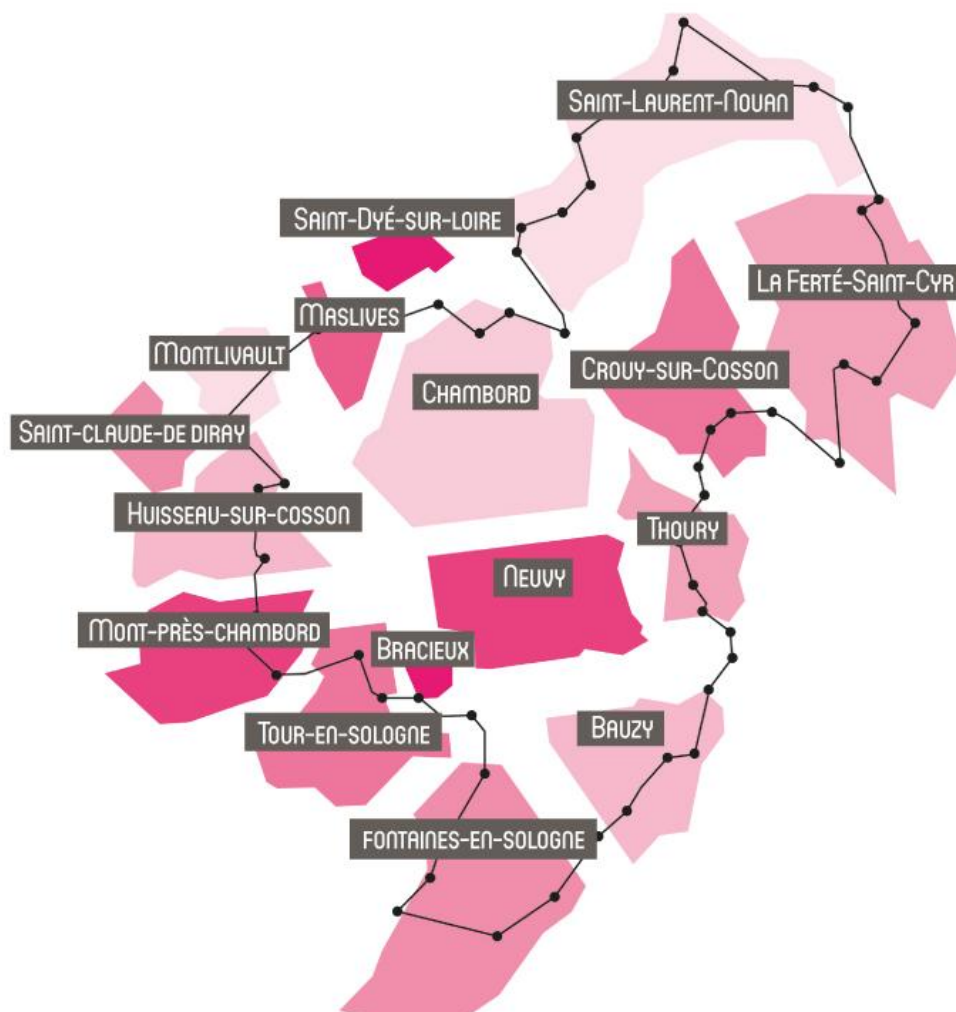 Saint-Laurent-Nouan
Saint-Dyé-sur-loire
La Ferté-Saint-Cyr
Maslives
Montlivault
Crouy-sur-Cosson
Chambord
Saint-claude-de diray
Huisseau-sur-cosson
Thoury
Neuvy
Mont-près-chambord
Bracieux
Tour-en-sologne
Bauzy
fontaines-en-sologne